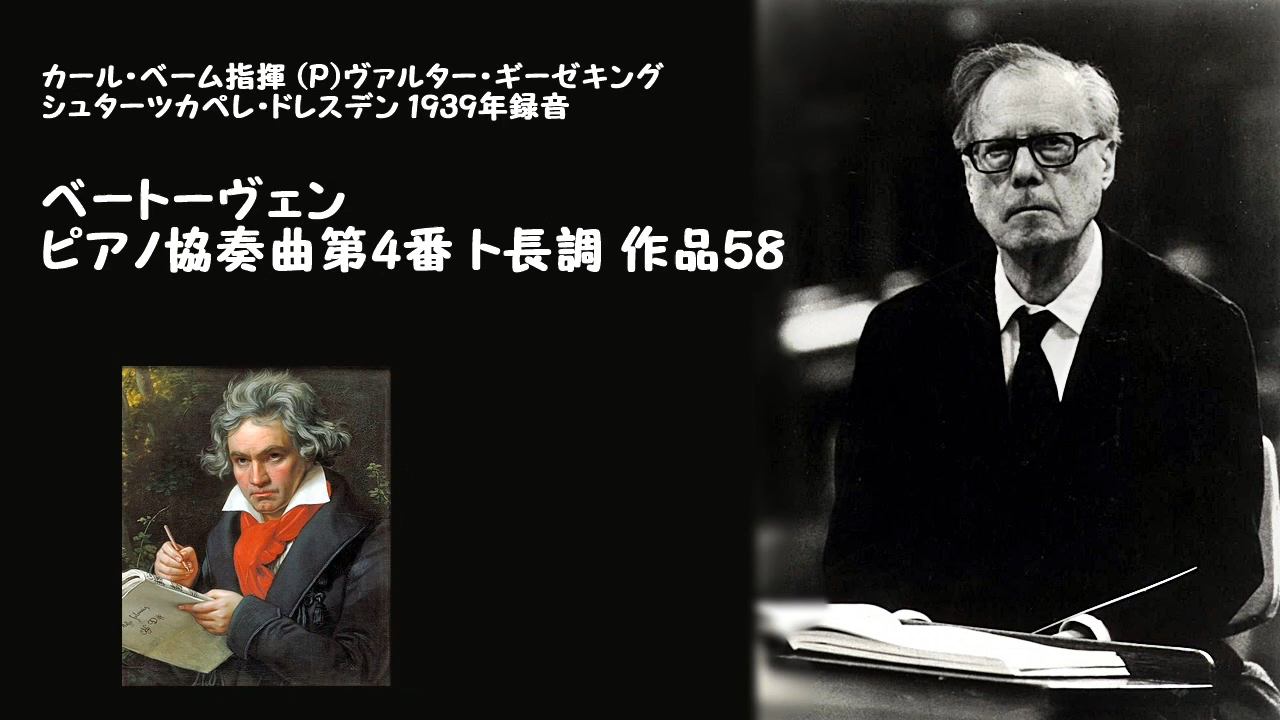 カール・ベーム指揮 (P)ヴァルター・ギーゼキング
シュターツカペレ・ドレスデン 1939年録音
ベートーヴェン
ピアノ協奏曲第4番 ト長調 作品58